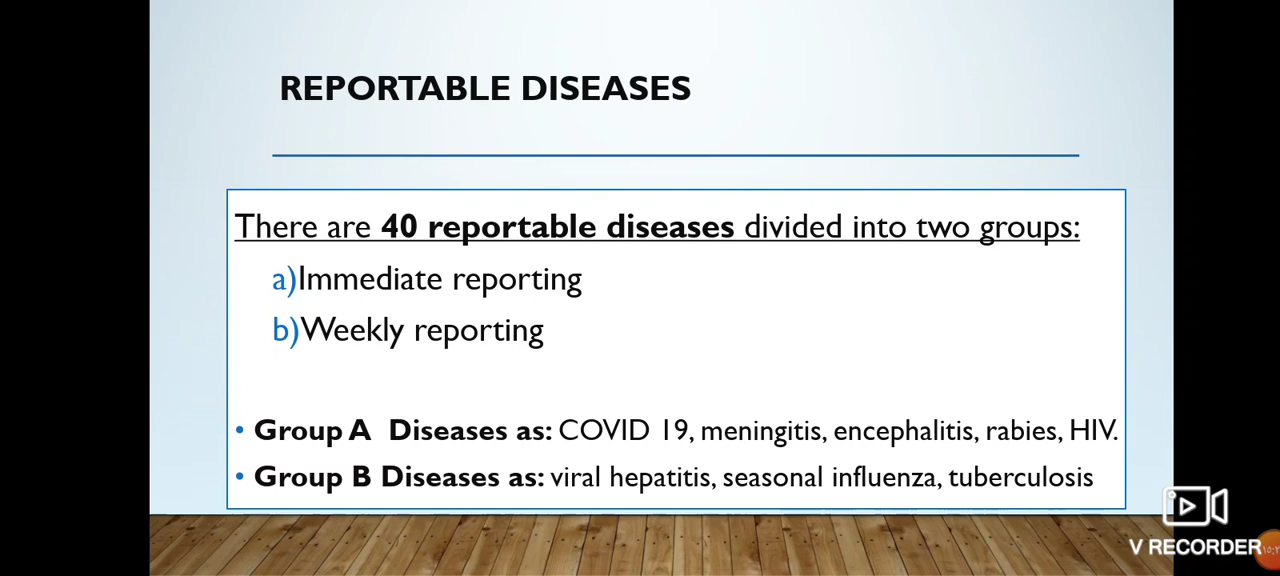 REPORTABLE DISEASES
There are 40 reportable diseases divided into two groups:
a)Immediate reporting
b)Weekly reporting
• Group A Diseases as: COVID 19, meningitis, encephalitis, rabies, HIV.
• Group B Diseases as: viral hepatitis, seasonal influenza, tuberculosis
V RECORDER